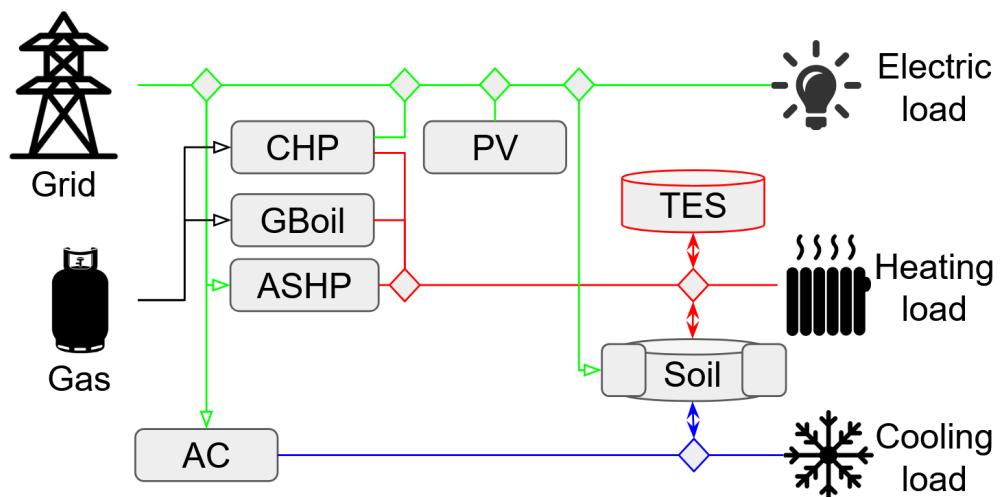 Grid
Gas
CHP
GBoil
ASHP
AC
PV
TES
Soil
Electric
load
Heating
load
Cooling
load